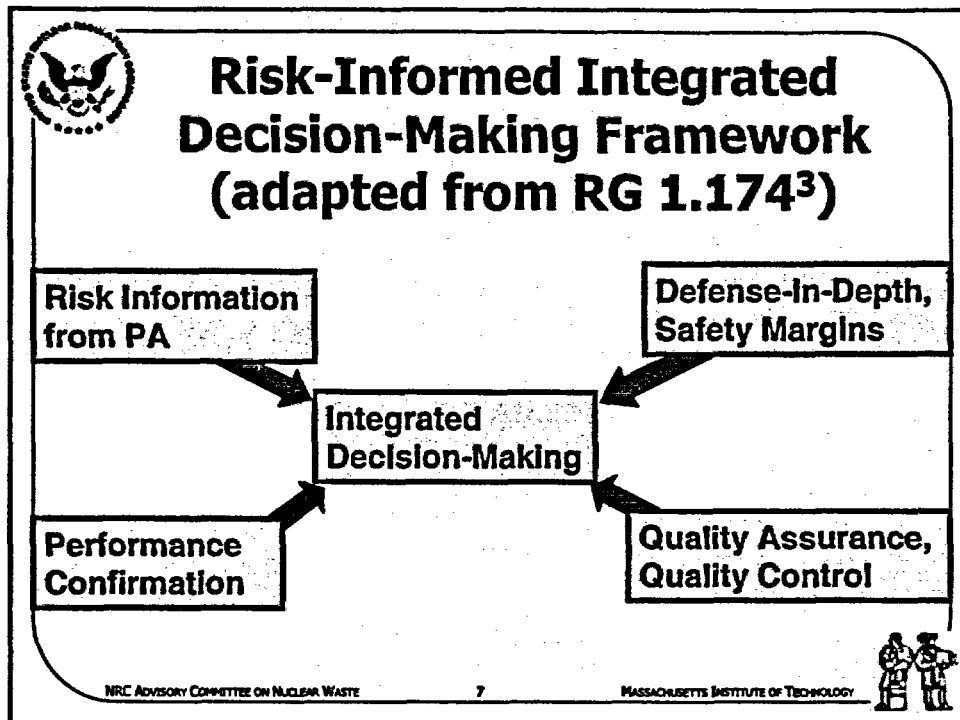 Risk-Informed Integrated
Decision-Making Framework
(adapted from RG 1.174³)
Risk Information
from PA
Defense-In-Depth,
Safety Margins
Integrated
Decision-Making
Performance
Confirmation
Quality Assurance,
Quality Control
NRC ADVISORY COMMITTEE ON NUCLEAR WASTE
7
MASSACHUSETTS INSTITUTE OF TECHNOLOGY